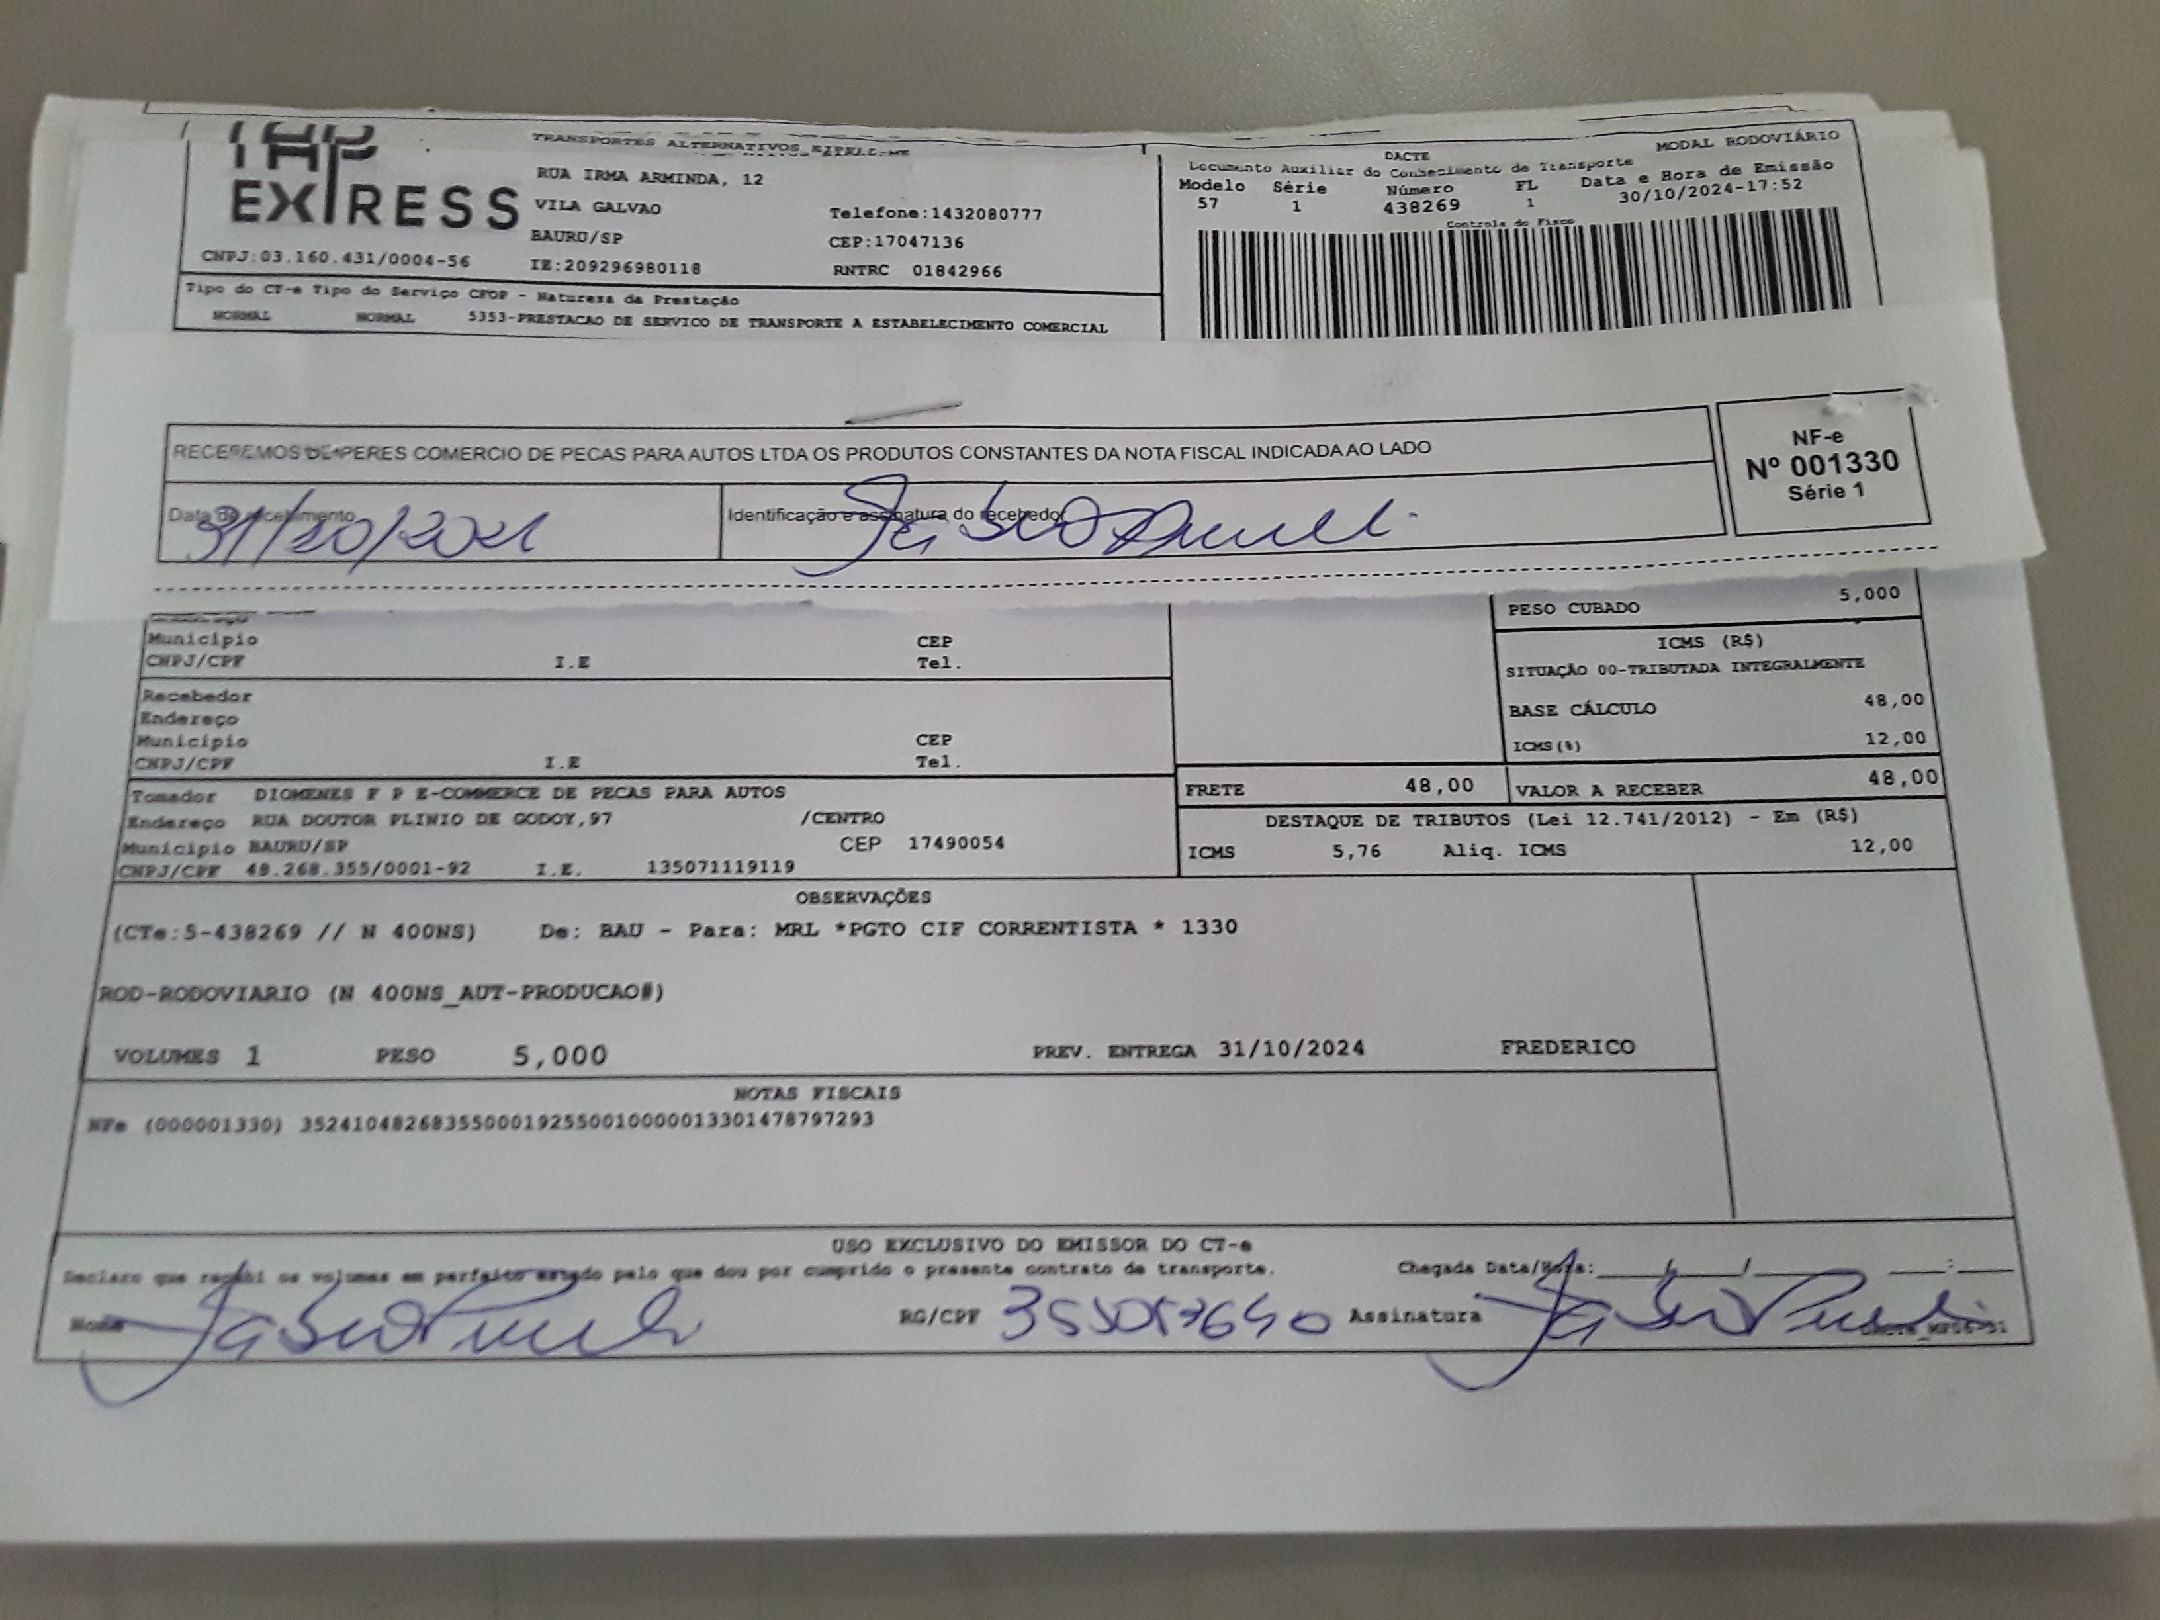 EXPRESS
TRANSPORTES ALTERNATIVOS
RUA IRMA ARMINDA, 12
VILA GALVAO
Telefone:1432080777
BAURU/SP
CEP:17047136
CNPJ:03.160.431/0004-56
IE:209296980118
RNTRC 01842966
Tipo do CT-e Tipo do Serviço CFOP - Natureza da Prestação
NORMAL NORMAL 5353-PRESTACAO DE SERVICO DE TRANSPORTE A ESTABELECIMENTO COMERCIAL
DACTE
MODAL RODOVIÁRIO
Documento Auxiliar do Conhecimento de Transporte
Modelo Série Número FL Data e Hora de Emissão
57 1 438269 1 30/10/2024-17:52
Controle do Fisco
RECEBEMOS DE PERES COMERCIO DE PECAS PARA AUTOS LTDA OS PRODUTOS CONSTANTES DA NOTA FISCAL INDICADA AO LADO
NF-e
Nº 001330
Série 1
Data de recebimento
31/10/202
Identificação e assinatura do recebedor
Município CEP
CNPJ/CPF I.E Tel.
Recebedor
Endereço
Município CEP
CNPJ/CPF I.E Tel.
PESO CUBADO 5,000
ICMS (R$)
SITUAÇÃO 00-TRIBUTADA INTEGRALMENTE
BASE CÁLCULO 48,00
ICMS(%) 12,00
FRETE 48,00 VALOR A RECEBER 48,00
Tomador DIOMENES F P E-COMMERCE DE PECAS PARA AUTOS
Endereço RUA DOUTOR PLINIO DE GODOY,97 /CENTRO
Município BAURU/SP CEP 17490054
CNPJ/CPF 48.268.355/0001-92 I.E. 135071119119
DESTAQUE DE TRIBUTOS (Lei 12.741/2012) - Em (R$)
ICMS 5,76 Aliq. ICMS 12,00
OBSERVAÇÕES
(CTe:5-438269 // N 400NS) De: BAU - Para: MRL *PGTO CIF CORRENTISTA * 1330
ROD-RODOVIARIO (N 400NS_AUT-PRODUCAO#)
VOLUMES 1 PESO 5,000 PREV. ENTREGA 31/10/2024 FREDERICO
NOTAS FISCAIS
NFe (000001330) 35241048268355000192550010000013301478797293
USO EXCLUSIVO DO EMISSOR DO CT-e
Declaro que recebi os volumes em perfeito estado pelo que dou por cumprido o presente contrato de transporte. Chegada Data/Hora:
Nome RG/CPF Assinatura